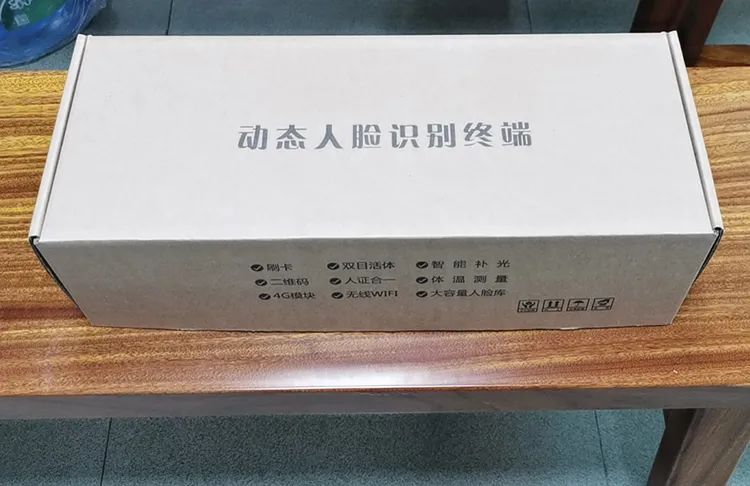 动态人脸识别终端
刷卡 双目活体 智能补光
二维码 人证合一 体温测量
4G模块 无线WIFI 大容量人脸库